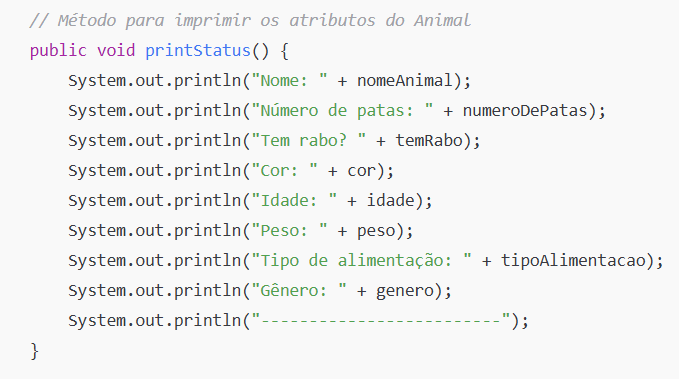 // Método para imprimir os atributos do Animal
public void printStatus() {
    System.out.println("Nome: " + nomeAnimal);
    System.out.println("Número de patas: " + numeroDePatas);
    System.out.println("Tem rabo? " + temRabo);
    System.out.println("Cor: " + cor);
    System.out.println("Idade: " + idade);
    System.out.println("Peso: " + peso);
    System.out.println("Tipo de alimentação: " + tipoAlimentacao);
    System.out.println("Gênero: " + genero);
    System.out.println("-------------------------");
}